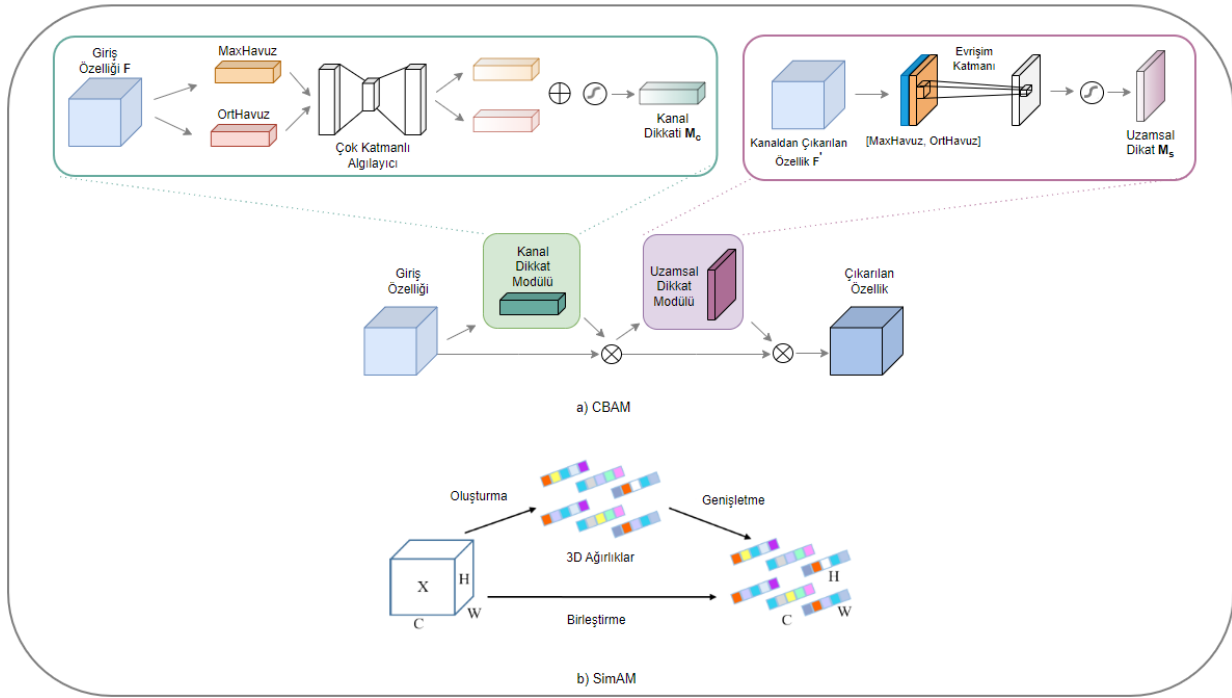 Giriş
Özelliği F
MaxHavuz
OrtHavuz
Çok Katmanlı
Algılayıcı
Kanal
Dikkati Mc
Kanaldan Çıkarılan
Özellik F'
[MaxHavuz, OrtHavuz]
Evrişim
Katmanı
Uzamsal
Dikat Ms
Giriş
Özelliği
Kanal
Dikkat
Modülü
Uzamsal
Dikkat
Modülü
Çıkarılan
Özellik
a) CBAM
Oluşturma
Genişletme
3D Ağırlıklar
X
H
W
C
Birleştirme
H
W
C
b) SimAM